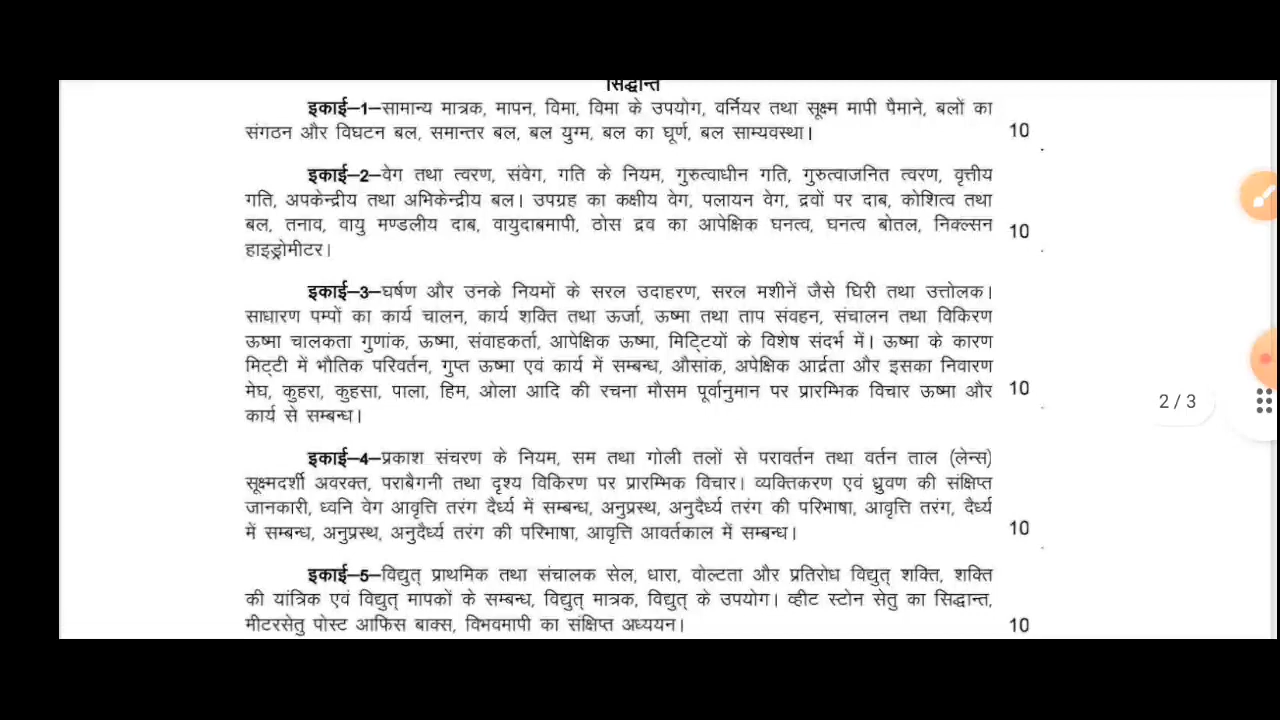 सिद्धान्त
इकाई–1–सामान्य मात्रक, मापन, विमा, विमा के उपयोग, वर्नियर तथा सूक्ष्म मापी पैमाने, बलों का
संगठन और विघटन बल, समान्तर बल, बल युग्म, बल का घूर्ण, बल साम्यवस्था। 10
इकाई–2–वेग तथा त्वरण, संवेग, गति के नियम, गुरुत्वाधीन गति, गुरुत्वाजनित त्वरण, वृत्तीय
गति, अपकेन्द्रीय तथा अभिकेन्द्रीय बल। उपग्रह का कक्षीय वेग, पलायन वेग, द्रवों पर दाब, कोशित्व तथा
बल, तनाव, वायु मण्डलीय दाब, वायुदाबमापी, ठोस द्रव का आपेक्षिक घनत्व, घनत्व बोतल, निक्ल्सन 10
हाइड्रोमीटर।
इकाई–3–घर्षण और उनके नियमों के सरल उदाहरण, सरल मशीनें जैसे घिरी तथा उत्तोलक।
साधारण पम्पों का कार्य चालन, कार्य शक्ति तथा ऊर्जा, ऊष्मा तथा ताप संवहन, संचालन तथा विकिरण
ऊष्मा चालकता गुणांक, ऊष्मा, संवाहकर्ता, आपेक्षिक ऊष्मा, मिट्टियों के विशेष संदर्भ में। ऊष्मा के कारण
मिट्टी में भौतिक परिवर्तन, गुप्त ऊष्मा एवं कार्य में सम्बन्ध, औसांक, अपेक्षिक आर्द्रता और इसका निवारण
मेघ, कुहरा, कुहसा, पाला, हिम, ओला आदि की रचना मौसम पूर्वानुमान पर प्रारम्भिक विचार ऊष्मा और 10
कार्य से सम्बन्ध।
2 / 3
इकाई–4–प्रकाश संचरण के नियम, सम तथा गोली तलों से परावर्तन तथा वर्तन ताल (लेन्स)
सूक्ष्मदर्शी अवरक्त, पराबैगनी तथा दृश्य विकिरण पर प्रारम्भिक विचार। व्यक्तिकरण एवं ध्रुवण की संक्षिप्त
जानकारी, ध्वनि वेग आवृत्ति तरंग दैर्ध्य में सम्बन्ध, अनुप्रस्थ, अनुदैर्ध्य तरंग की परिभाषा, आवृत्ति तरंग, दैर्ध्य
में सम्बन्ध, अनुप्रस्थ, अनुदैर्ध्य तरंग की परिभाषा, आवृत्ति आवर्तकाल में सम्बन्ध। 10
इकाई–5–विद्युत् प्राथमिक तथा संचालक सेल, धारा, वोल्टता और प्रतिरोध विद्युत् शक्ति, शक्ति
की यांत्रिक एवं विद्युत् मापकों के सम्बन्ध, विद्युत् मात्रक, विद्युत् के उपयोग। व्हीट स्टोन सेतु का सिद्धान्त,
मीटरसेतु पोस्ट आफिस बाक्स, विभवमापी का संक्षिप्त अध्ययन। 10